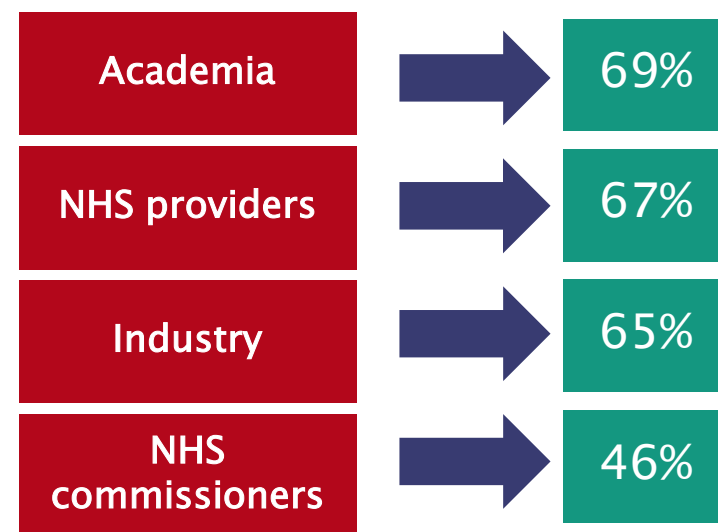 Academia
69%
NHS providers
67%
Industry
65%
NHS
commissioners
46%